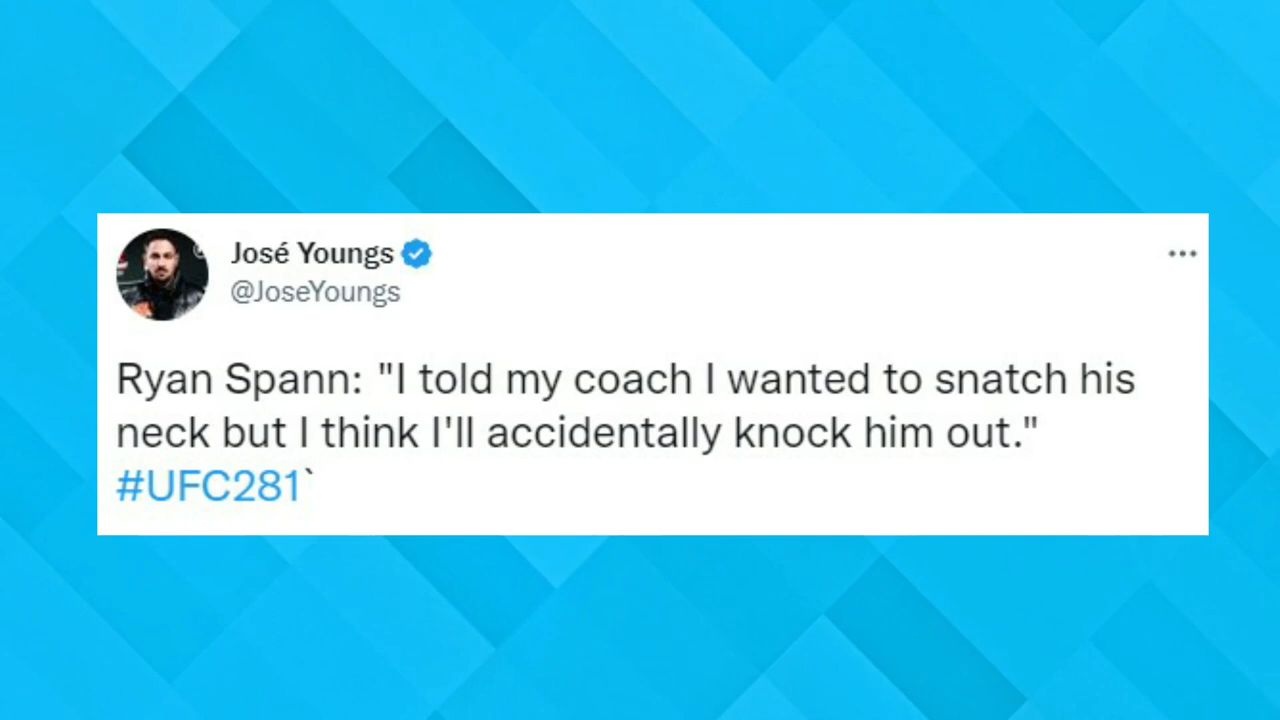 José Youngs
@JoseYoungs
Ryan Spann: "I told my coach I wanted to snatch his
neck but I think I'll accidentally knock him out."
#UFC281`